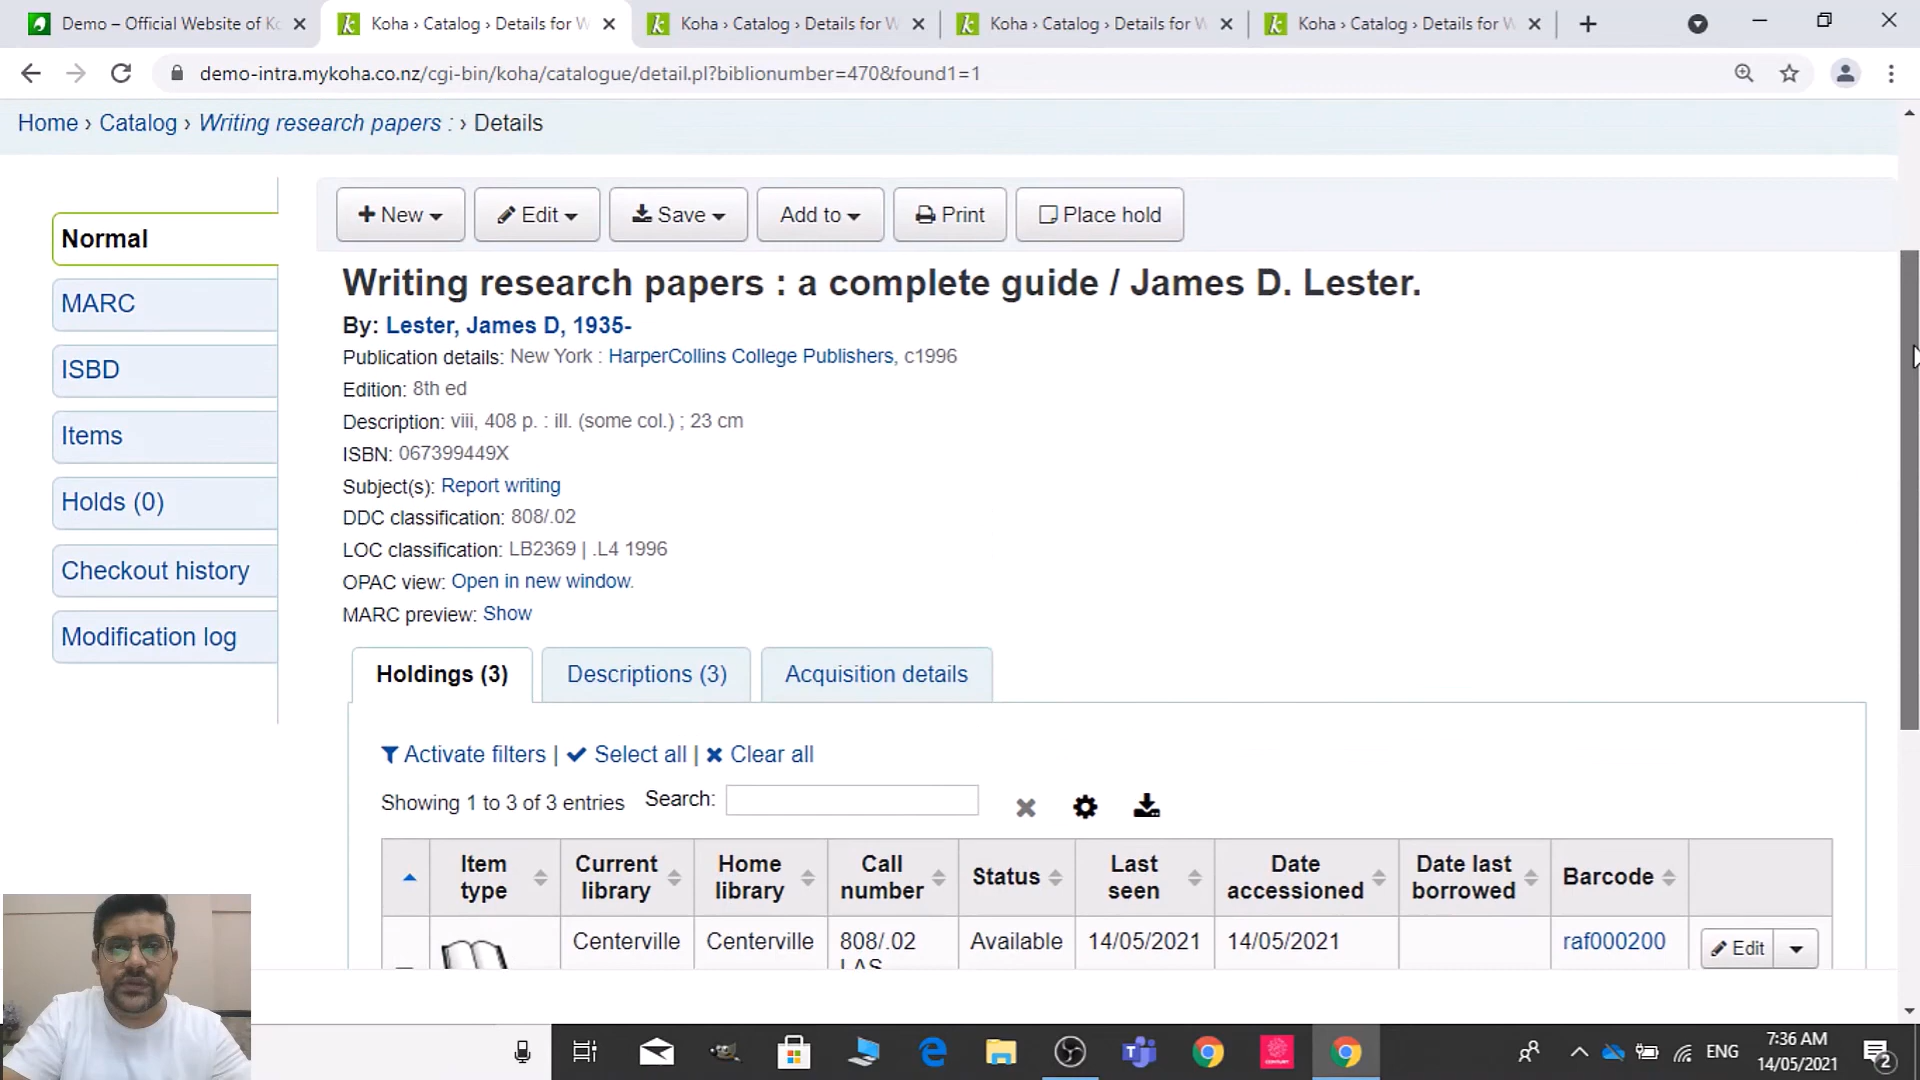 Demo – Official Website of Ko
Koha › Catalog › Details for W
Koha › Catalog › Details for W
Koha › Catalog › Details for W
Koha › Catalog › Details for W
demo-intra.mykoha.co.nz/cgi-bin/koha/catalogue/detail.pl?biblionumber=470&found1=1
Home › Catalog › Writing research papers : › Details
New
Edit
Save
Add to
Print
Place hold
Normal
MARC
ISBD
Items
Holds (0)
Checkout history
Modification log
Writing research papers : a complete guide / James D. Lester.
By: Lester, James D, 1935-
Publication details: New York : HarperCollins College Publishers, c1996
Edition: 8th ed
Description: viii, 408 p. : ill. (some col.) ; 23 cm
ISBN: 067399449X
Subject(s): Report writing
DDC classification: 808/.02
LOC classification: LB2369 | .L4 1996
OPAC view: Open in new window.
MARC preview: Show
Holdings (3)
Descriptions (3)
Acquisition details
Activate filters | Select all | Clear all
Showing 1 to 3 of 3 entries Search:
Item type
Current library
Home library
Call number
Status
Last seen
Date accessioned
Date last borrowed
Barcode
Centerville
Centerville
808/.02 LAS
Available
14/05/2021
14/05/2021
raf000200
Edit
ENG
7:36 AM
14/05/2021
2